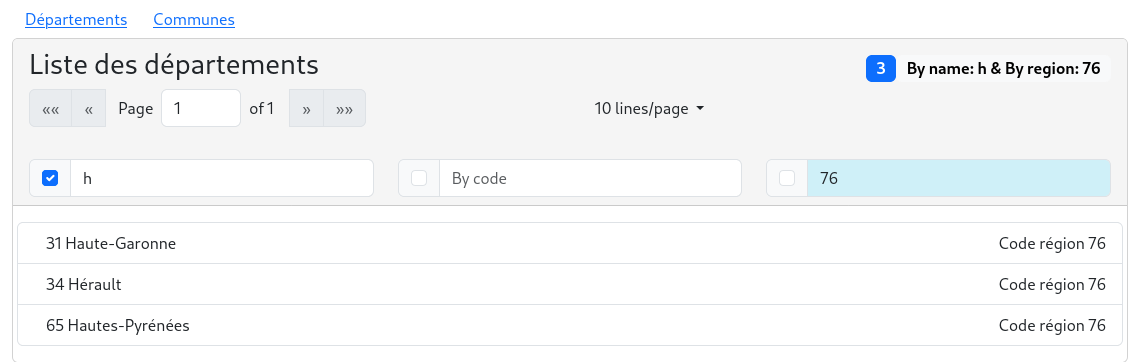 Départements Communes
Liste des départements
3 By name: h & By region: 76
«« « Page 1 of 1 » »» 10 lines/page
h By code 76
31 Haute-Garonne Code région 76
34 Hérault Code région 76
65 Hautes-Pyrénées Code région 76